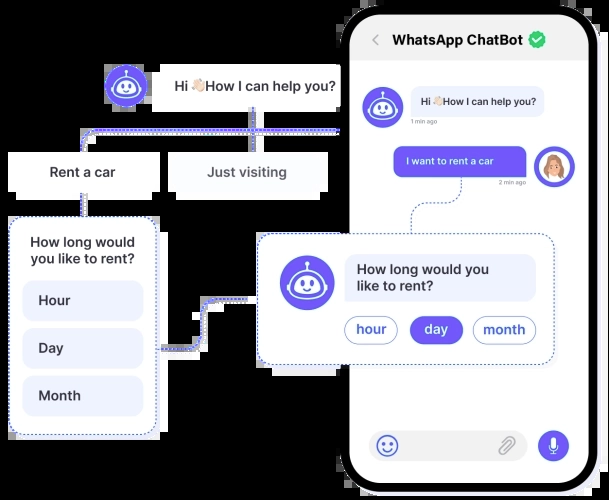 WhatsApp ChatBot
Hi 👋🏻How I can help you?
Rent a car
Just visiting
How long would
you like to rent?
Hour
Day
Month
Hi 👋🏻How I can help you?
1 min ago
I want to rent a car
2 min ago
How long would you
like to rent?
hour
day
month